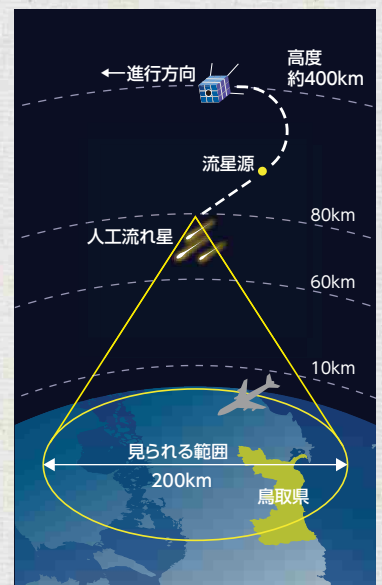 ←進行方向
高度
約400km
流星源
80km
人工流れ星
60km
10km
見られる範囲
200km
鳥取県